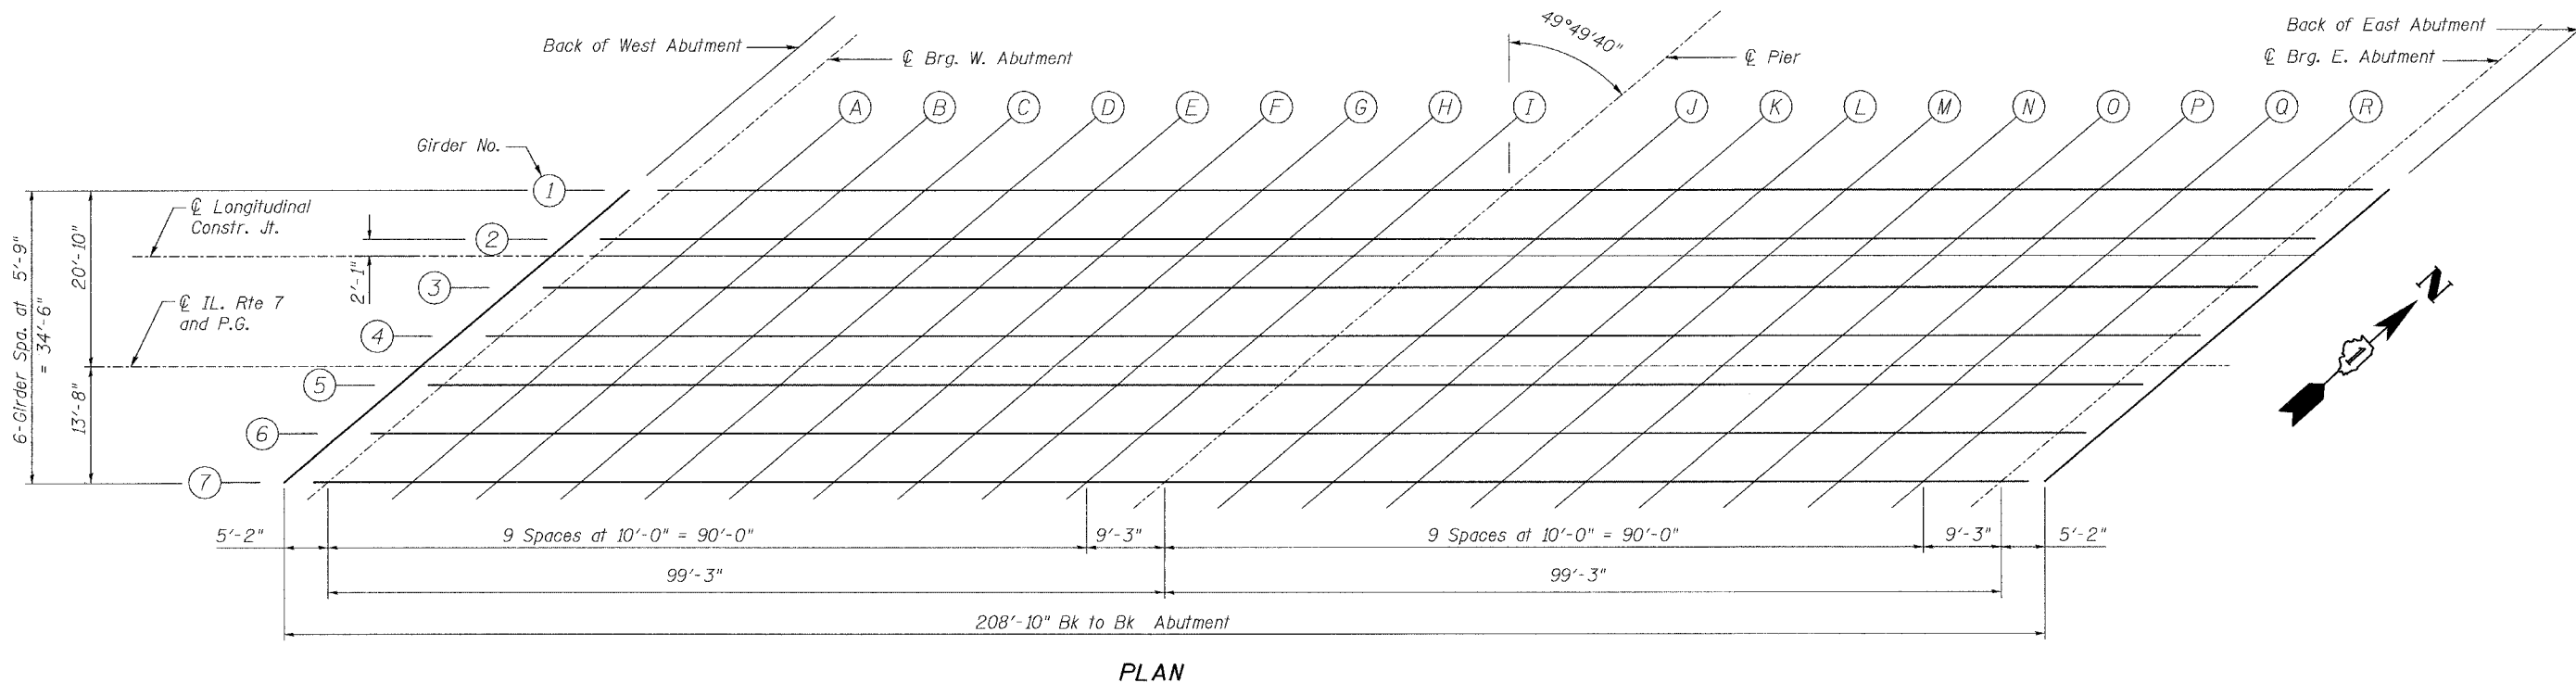 Back of West Abutment
℄ Brg. W. Abutment
49°49'40"
℄ Pier
Back of East Abutment
℄ Brg. E. Abutment
A B C D E F G H I J K L M N O P Q R
Girder No.
1
℄ Longitudinal
Constr. Jt.
2
2'-1"
3
℄ IL. Rte 7
and P.G.
4
5
6
7
6-Girder Spa. at 5'-9"
= 34'-6"
20'-10"
13'-8"
N
1
5'-2"
9 Spaces at 10'-0" = 90'-0"
9'-3"
9 Spaces at 10'-0" = 90'-0"
9'-3"
5'-2"
99'-3"
99'-3"
208'-10" Bk to Bk Abutment
PLAN